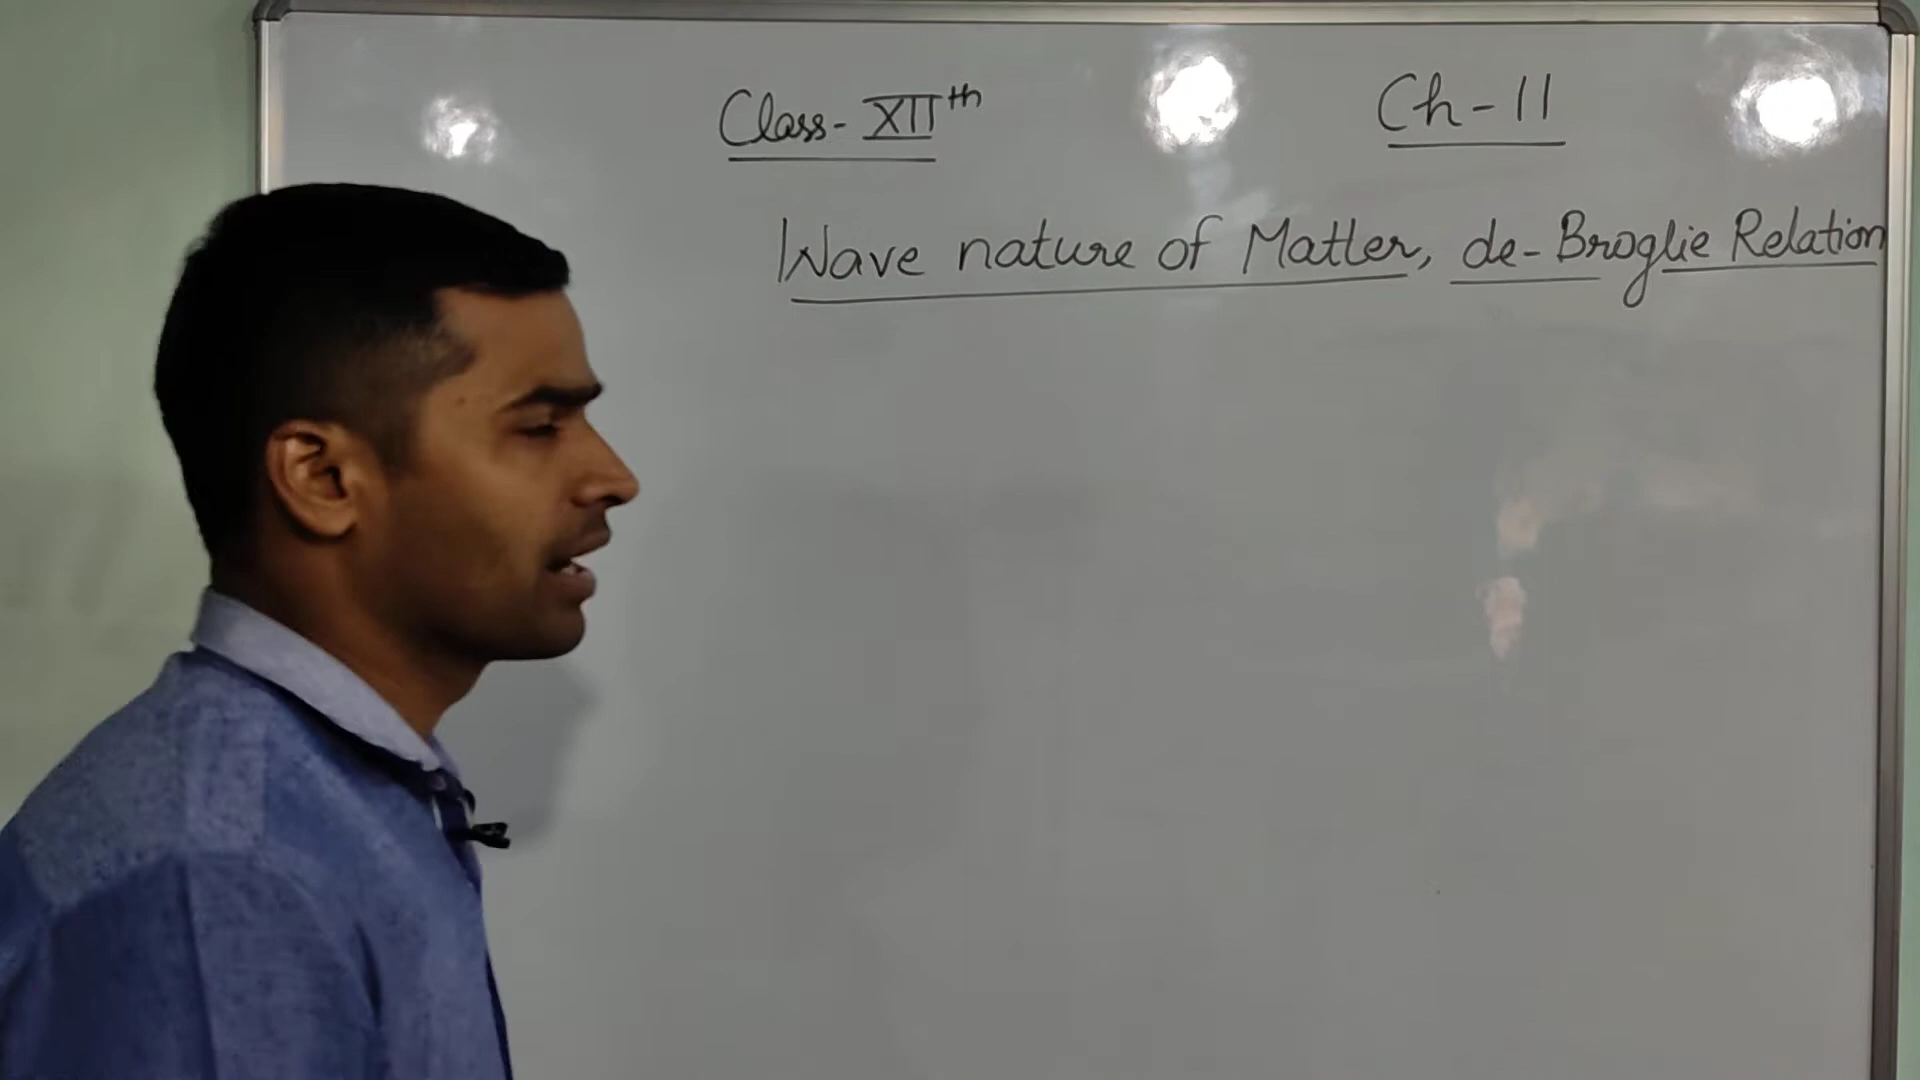 Class-XIIth
Ch-11
Wave nature of Matter, de-Broglie Relation